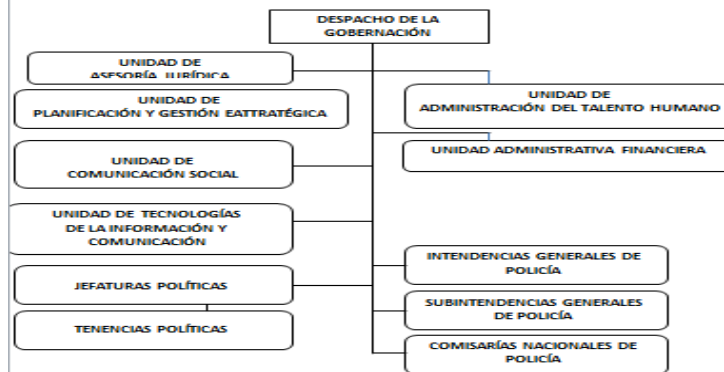 DESPACHO DE LA
GOBERNACIÓN
UNIDAD DE
ASESORÍA JURÍDICA
UNIDAD DE
PLANIFICACIÓN Y GESTIÓN EATTRATÉGICA
UNIDAD DE
ADMINISTRACIÓN DEL TALENTO HUMANO
UNIDAD DE
COMUNICACIÓN SOCIAL
UNIDAD ADMINISTRATIVA FINANCIERA
UNIDAD DE TECNOLOGÍAS
DE LA INFORMACIÓN Y
COMUNICACIÓN
JEFATURAS POLÍTICAS
TENENCIAS POLÍTICAS
INTENDENCIAS GENERALES DE
POLICÍA
SUBINTENDENCIAS GENERALES
DE POLICÍA
COMISARÍAS NACIONALES DE
POLICÍA